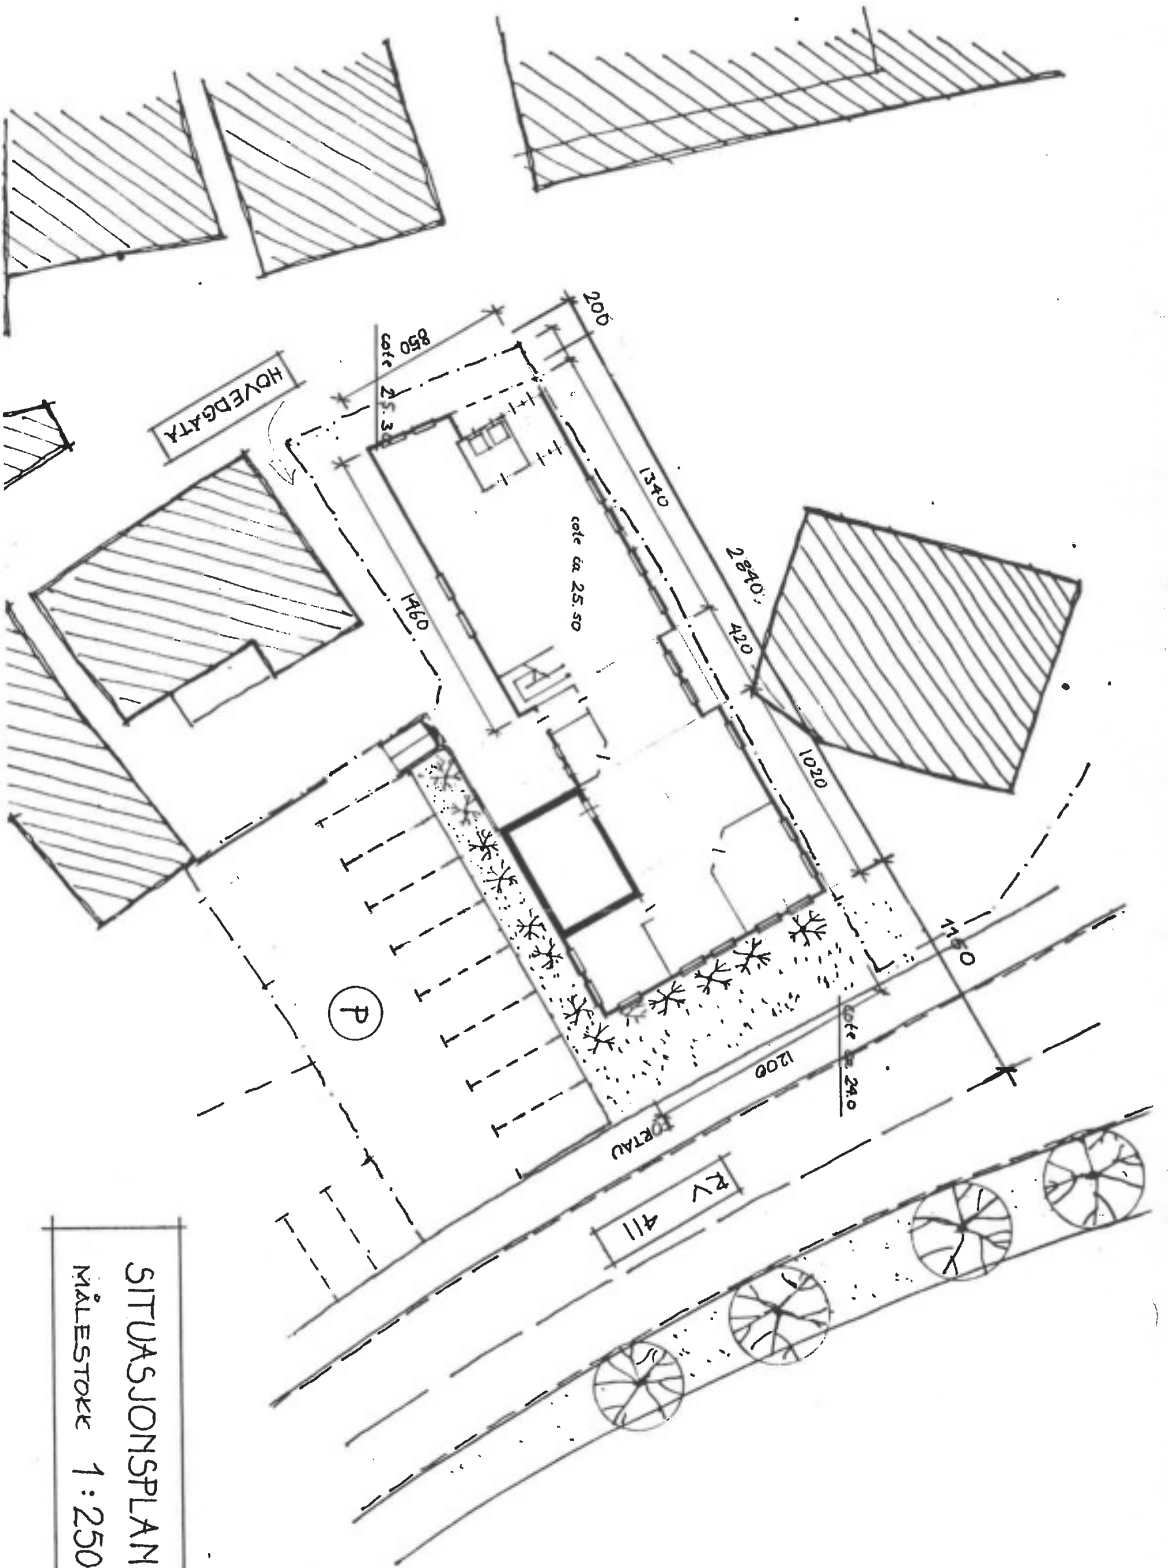 200
850
cote 25.30
HOVEDGATA
1340
cote ca 25.50
2840
1460
420
1020
1160
P
cote ca 24.0
1200
FORTAU
RV 411
SITUASJONSPLAN
MÅLESTOKK 1:250